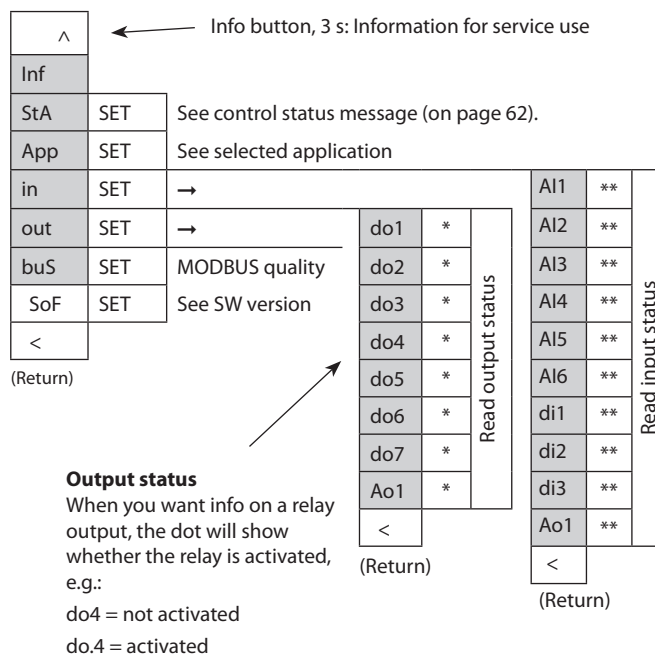 ^
Info button, 3 s: Information for service use
Inf
StA SET See control status message (on page 62).
App SET See selected application
in SET →
out SET →
buS SET MODBUS quality
SoF SET See SW version
<
(Return)
do1 *
do2 *
do3 *
do4 *
do5 *
do6 *
do7 *
Ao1 *
<
Read output status
(Return)
AI1 **
AI2 **
AI3 **
AI4 **
AI5 **
AI6 **
di1 **
di2 **
di3 **
Ao1 **
<
Read input status
(Return)
Output status
When you want info on a relay
output, the dot will show
whether the relay is activated,
e.g.:
do4 = not activated
do.4 = activated